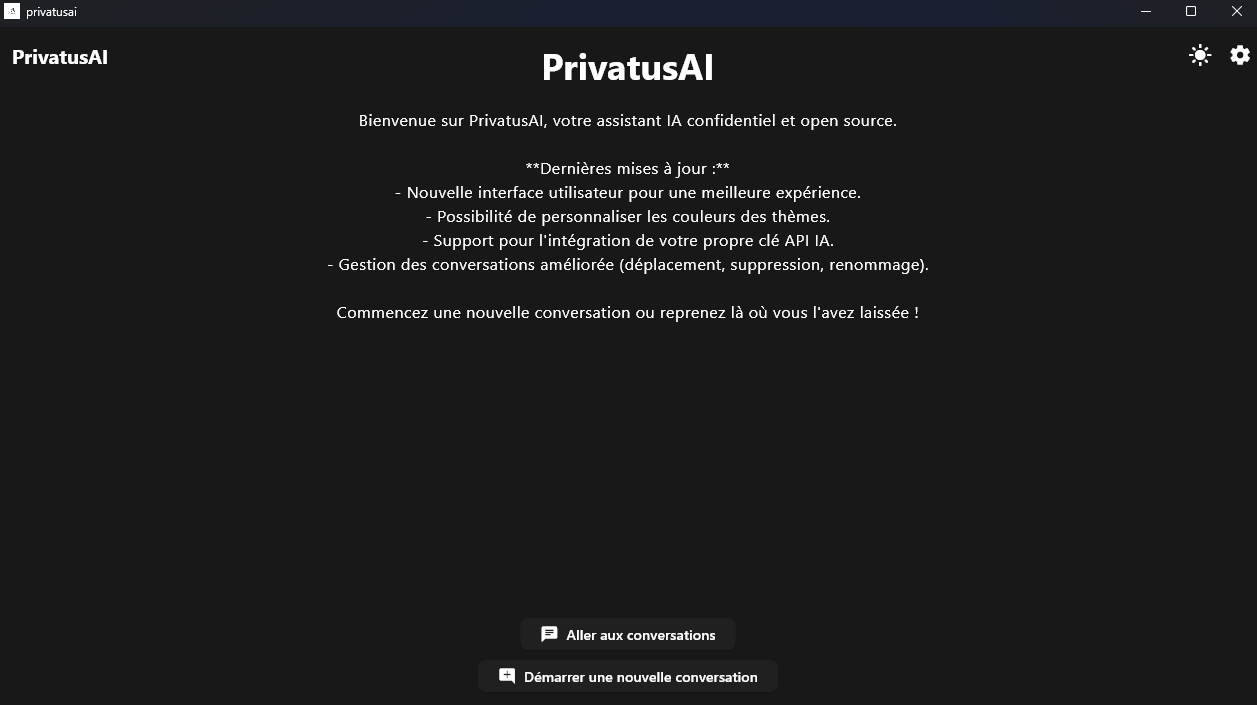 privatusai
PrivatusAI
PrivatusAI
Bienvenue sur PrivatusAI, votre assistant IA confidentiel et open source.
**Dernières mises à jour :**
- Nouvelle interface utilisateur pour une meilleure expérience.
- Possibilité de personnaliser les couleurs des thèmes.
- Support pour l'intégration de votre propre clé API IA.
- Gestion des conversations améliorée (déplacement, suppression, renommage).
Commencez une nouvelle conversation ou reprenez là où vous l'avez laissée !
Aller aux conversations
Démarrer une nouvelle conversation